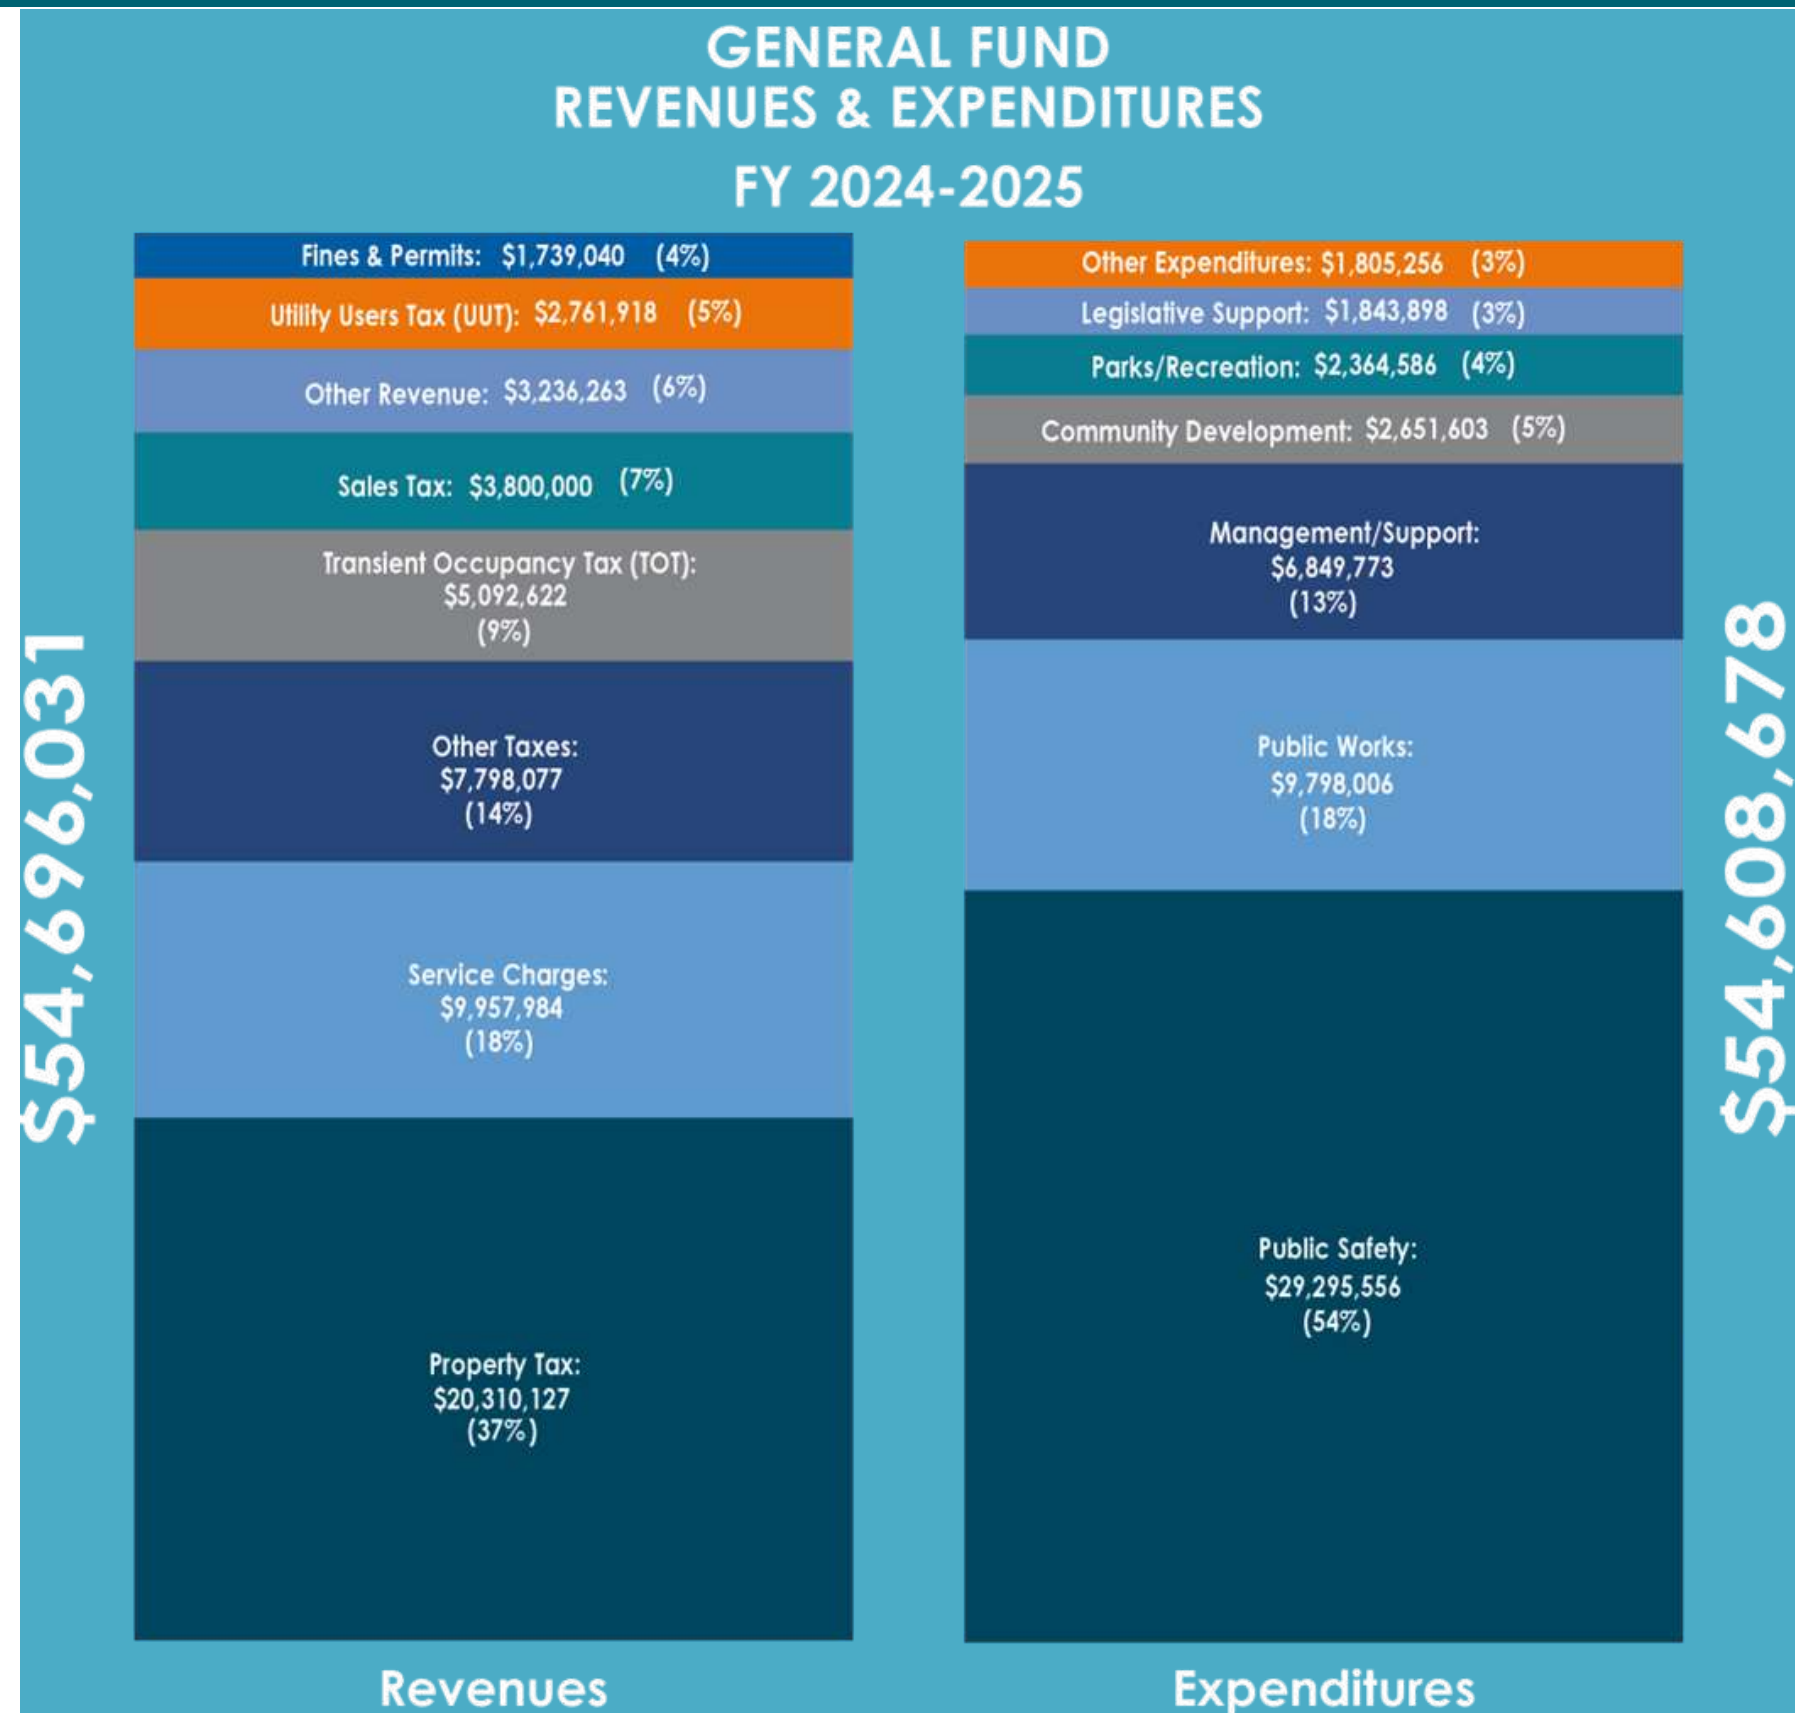 GENERAL FUND
REVENUES & EXPENDITURES
FY 2024-2025
$54,696,031
Fines & Permits: $1,739,040 (4%)
Utility Users Tax (UUT): $2,761,918 (5%)
Other Revenue: $3,236,263 (6%)
Sales Tax: $3,800,000 (7%)
Transient Occupancy Tax (TOT):
$5,092,622
(9%)
Other Taxes:
$7,798,077
(14%)
Service Charges:
$9,957,984
(18%)
Property Tax:
$20,310,127
(37%)
Revenues
Other Expenditures: $1,805,256 (3%)
Legislative Support: $1,843,898 (3%)
Parks/Recreation: $2,364,586 (4%)
Community Development: $2,651,603 (5%)
Management/Support:
$6,849,773
(13%)
Public Works:
$9,798,006
(18%)
Public Safety:
$29,295,556
(54%)
Expenditures
$54,608,678